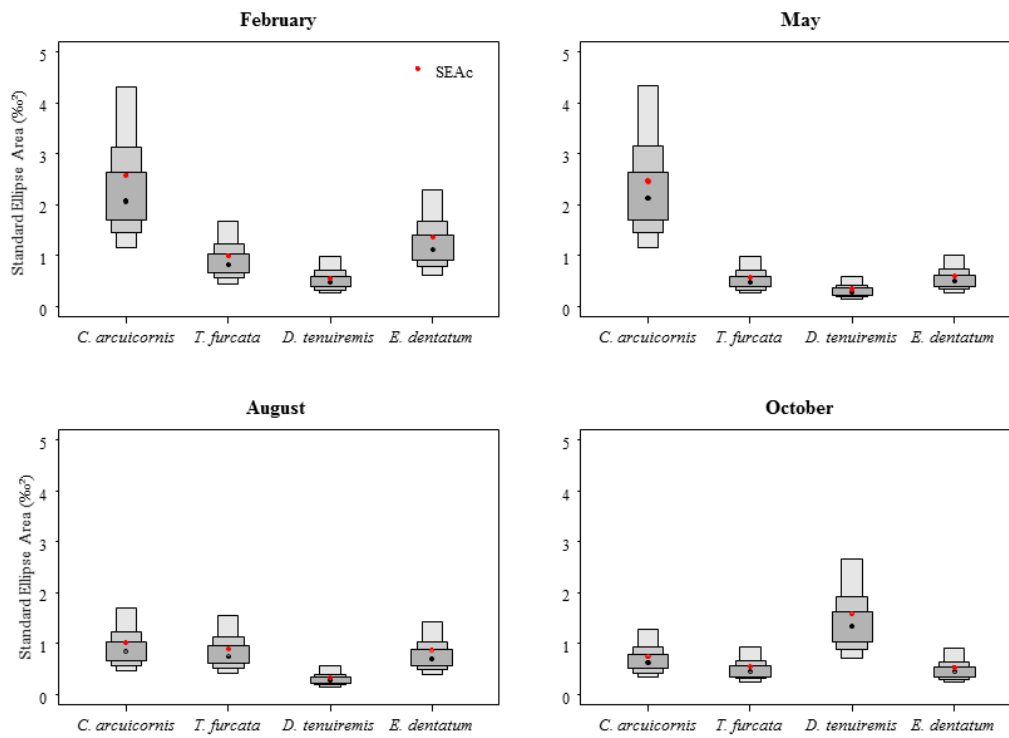 February
May
5
4
3
2
1
0
Standard Ellipse Area (‰²)
SEAc
C. arcuicornis T. furcata D. tenuiremis E. dentatum
5
4
3
2
1
0
C. arcuicornis T. furcata D. tenuiremis E. dentatum
August
October
5
4
3
2
1
0
Standard Ellipse Area (‰²)
C. arcuicornis T. furcata D. tenuiremis E. dentatum
5
4
3
2
1
0
C. arcuicornis T. furcata D. tenuiremis E. dentatum